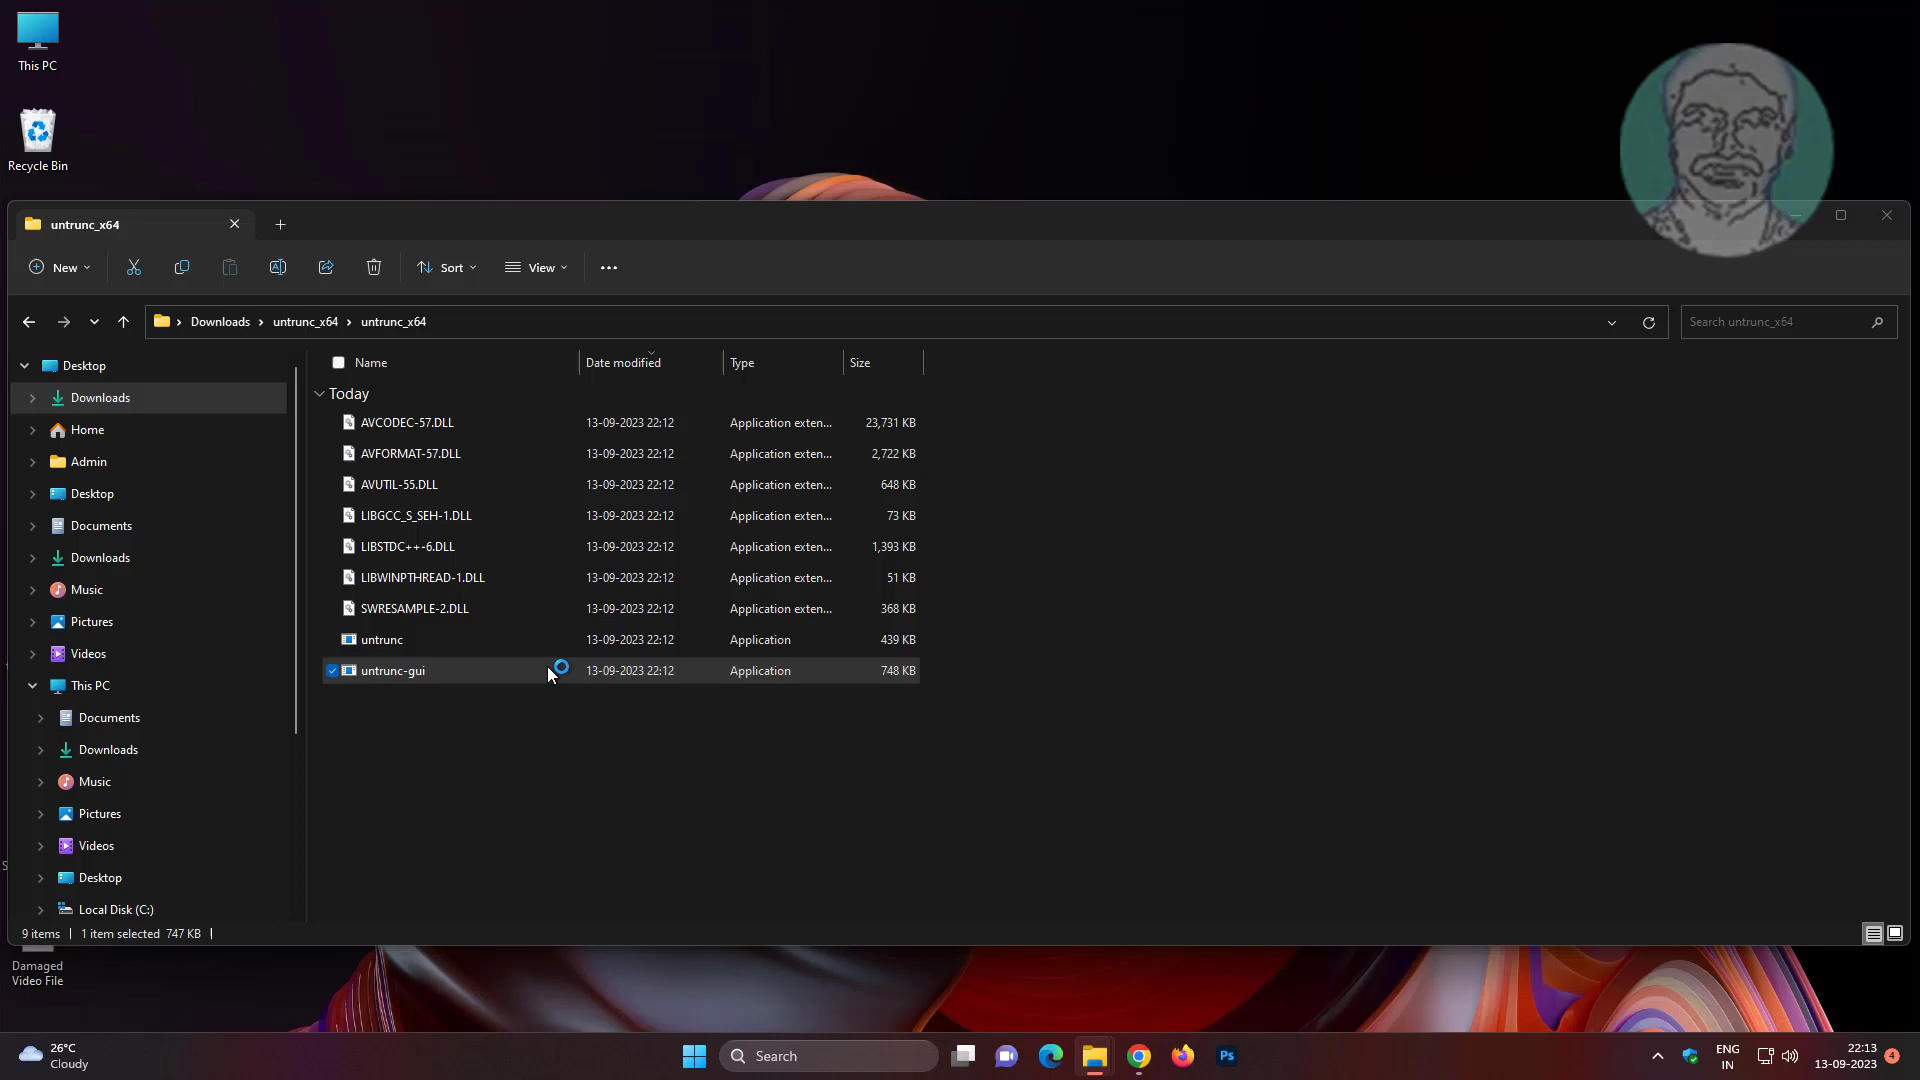 This PC
Recycle Bin
untrunc_x64
New
Sort
View
Downloads
untrunc_x64
untrunc_x64
Search untrunc_x64
Desktop
Downloads
Home
Admin
Desktop
Documents
Downloads
Music
Pictures
Videos
This PC
Documents
Downloads
Music
Pictures
Videos
Desktop
Local Disk (C:)
Name Date modified Type Size
Today
AVCODEC-57.DLL 13-09-2023 22:12 Application exten... 23,731 KB
AVFORMAT-57.DLL 13-09-2023 22:12 Application exten... 2,722 KB
AVUTIL-55.DLL 13-09-2023 22:12 Application exten... 648 KB
LIBGCC_S_SEH-1.DLL 13-09-2023 22:12 Application exten... 73 KB
LIBSTDC++-6.DLL 13-09-2023 22:12 Application exten... 1,393 KB
LIBWINPTHREAD-1.DLL 13-09-2023 22:12 Application exten... 51 KB
SWRESAMPLE-2.DLL 13-09-2023 22:12 Application exten... 368 KB
untrunc 13-09-2023 22:12 Application 439 KB
untrunc-gui 13-09-2023 22:12 Application 748 KB
9 items 1 item selected 747 KB
Damaged
Video File
26°C
Cloudy
Search
Ps
ENG
IN
22:13
13-09-2023
4